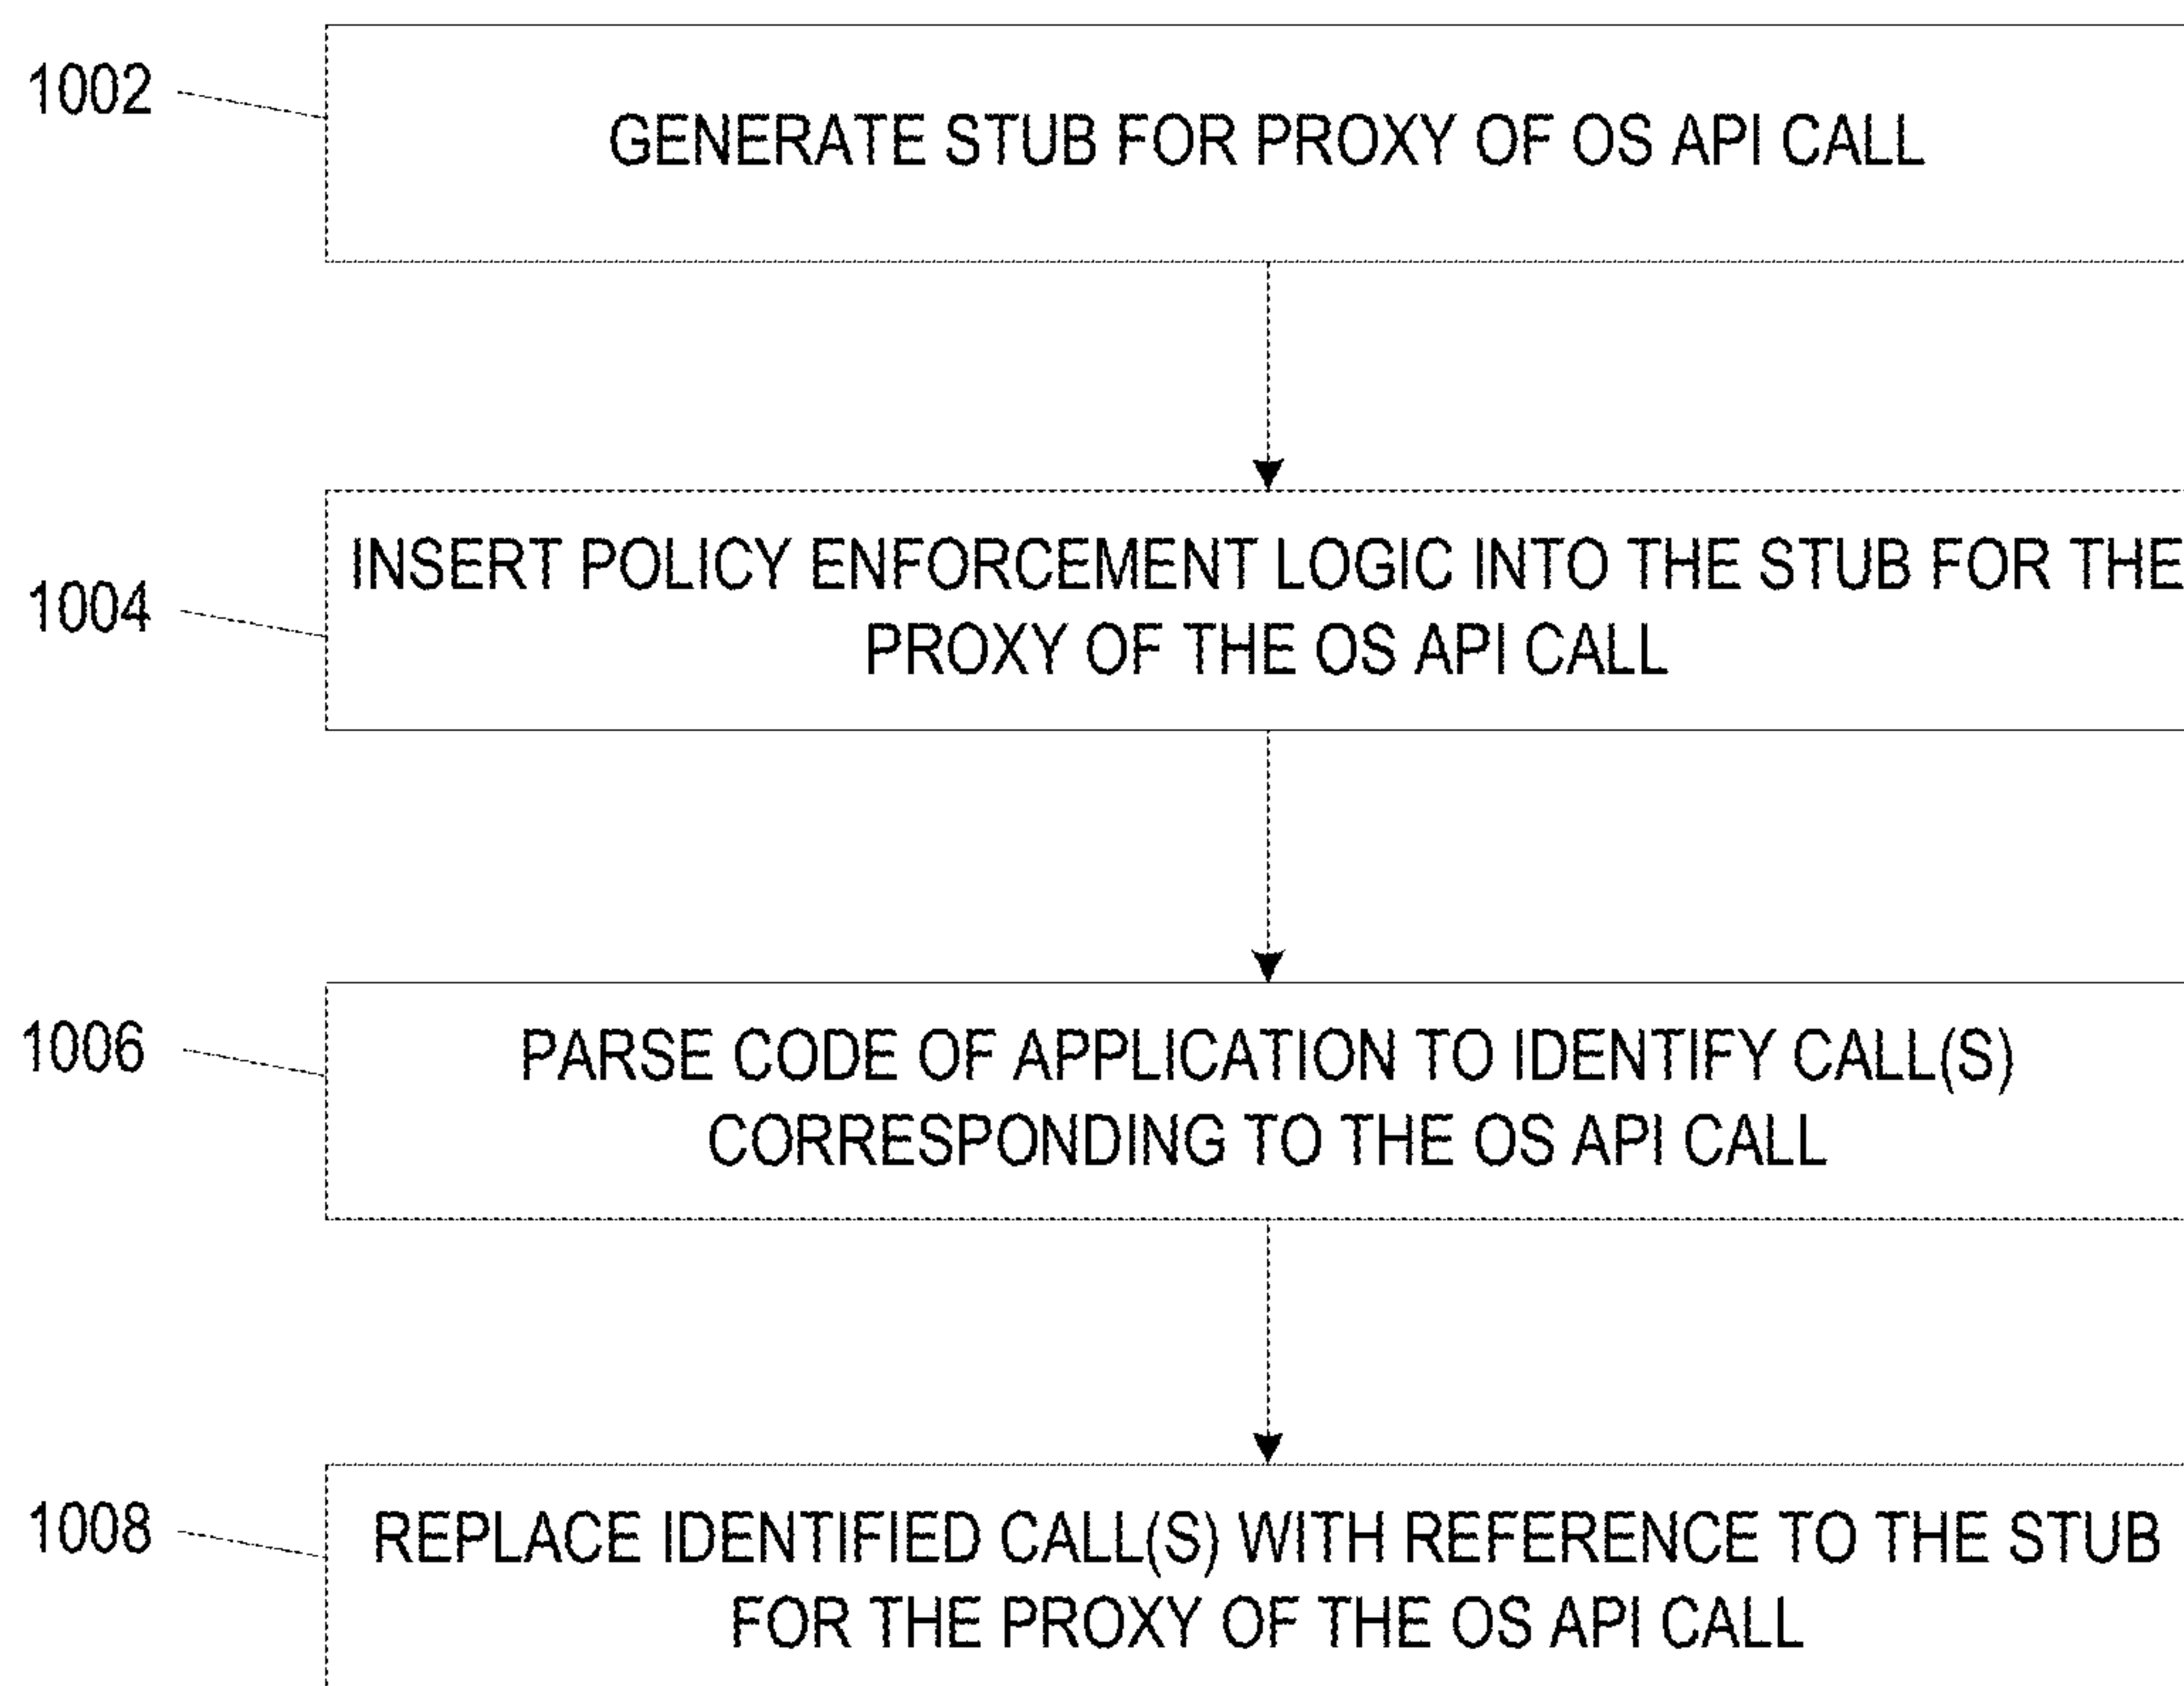 1002
GENERATE STUB FOR PROXY OF OS API CALL
1004
INSERT POLICY ENFORCEMENT LOGIC INTO THE STUB FOR THE
PROXY OF THE OS API CALL
1006
PARSE CODE OF APPLICATION TO IDENTIFY CALL(S)
CORRESPONDING TO THE OS API CALL
1008
REPLACE IDENTIFIED CALL(S) WITH REFERENCE TO THE STUB
FOR THE PROXY OF THE OS API CALL